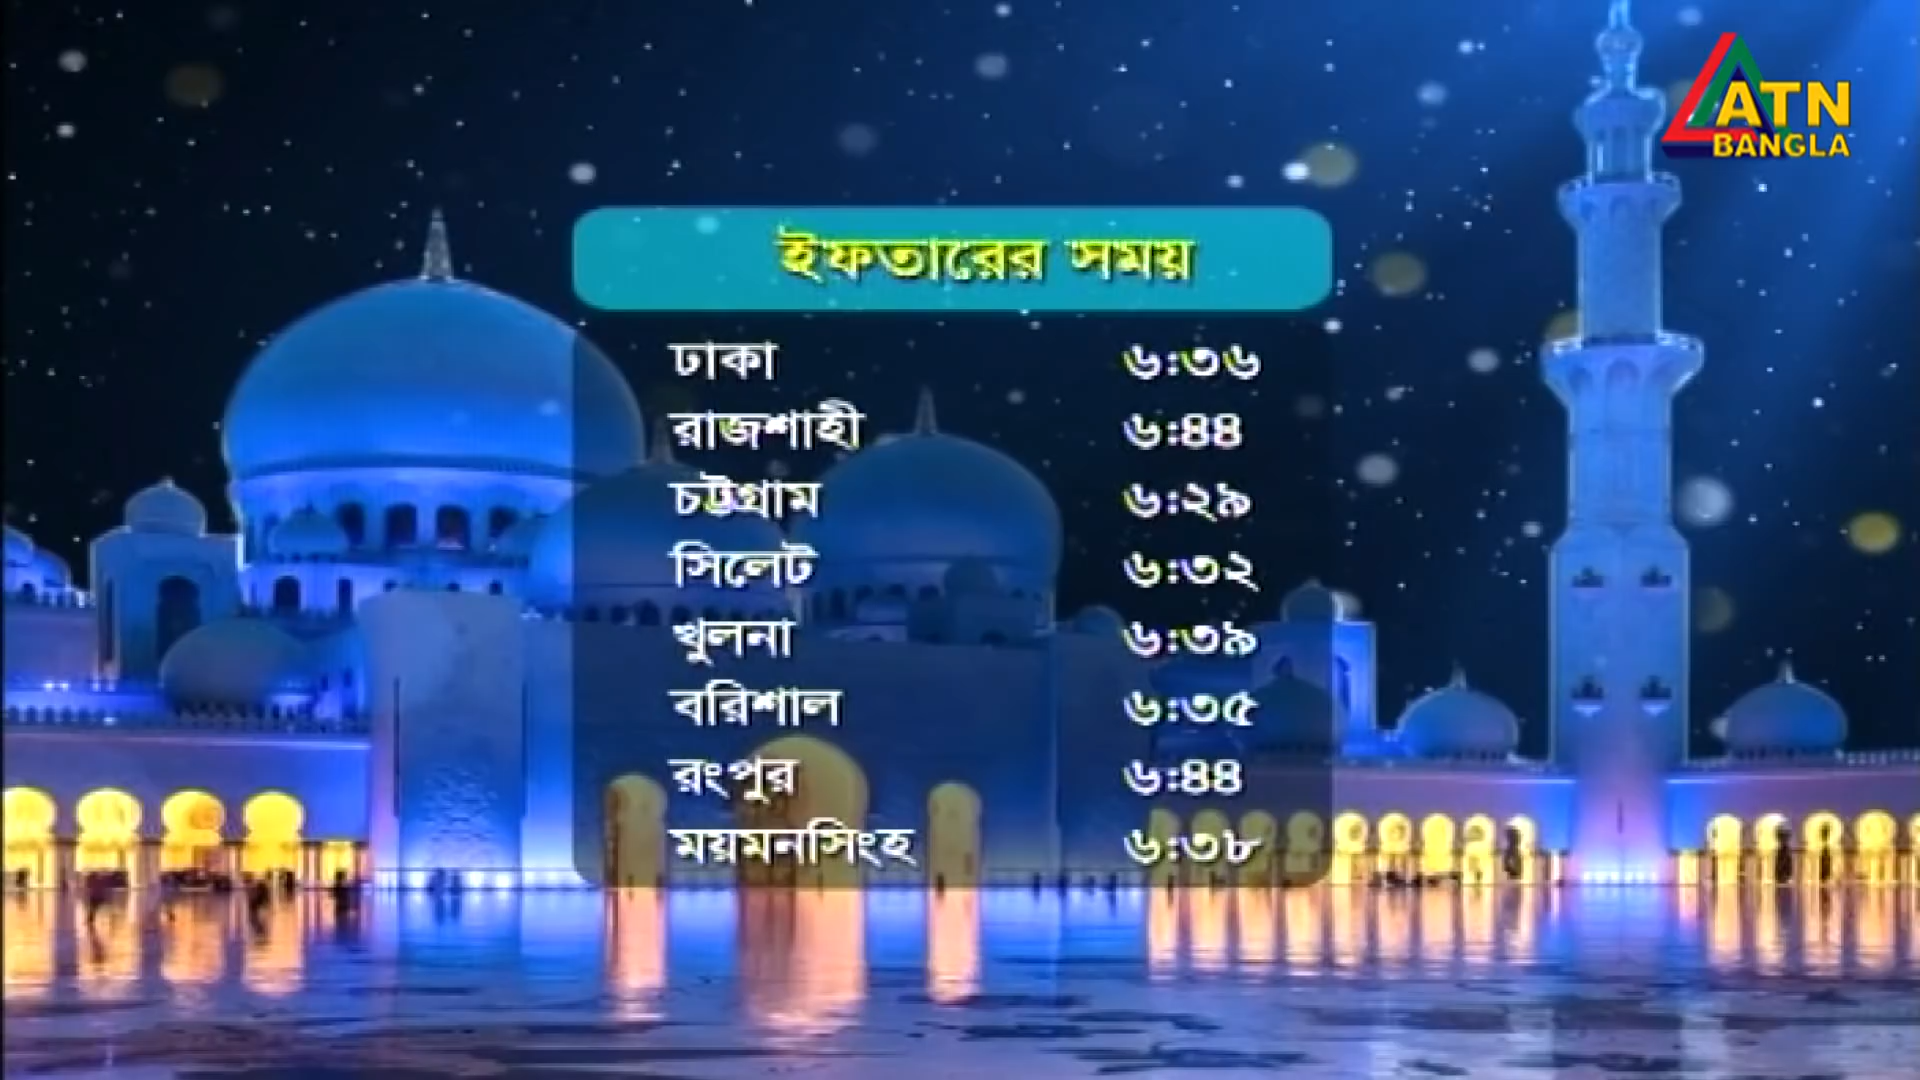 ATN
BANGLA
ইফতারের সময়
ঢাকা ৬:৩৬
রাজশাহী ৬:৪৪
চট্টগ্রাম ৬:২৯
সিলেট ৬:৩২
খুলনা ৬:৩৯
বরিশাল ৬:৩৫
রংপুর ৬:৪৪
ময়মনসিংহ ৬:৩৮